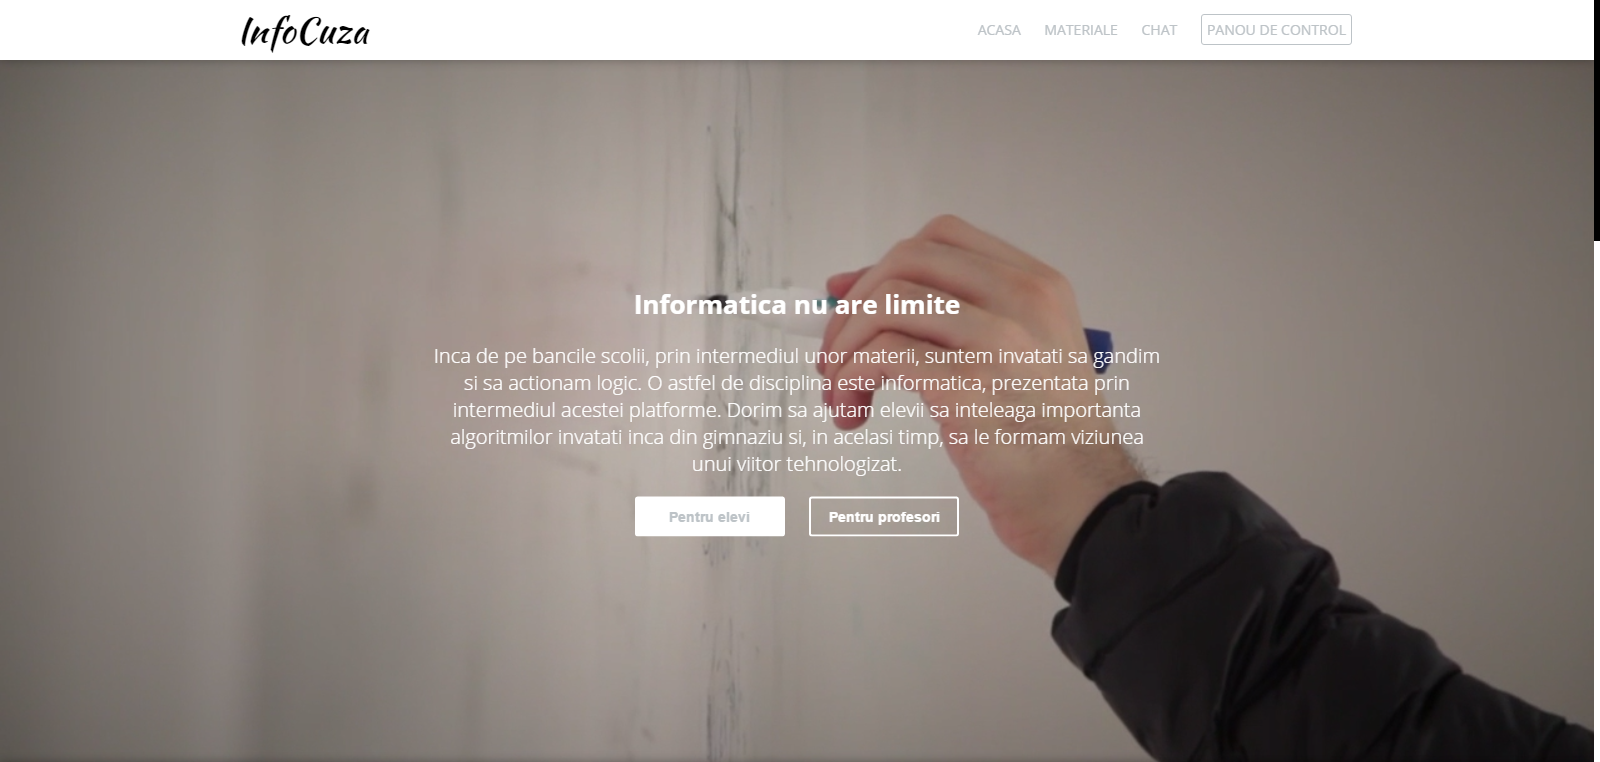 InfoCuza
ACASA MATERIALE CHAT PANOU DE CONTROL
Informatica nu are limite
Inca de pe bancile scolii, prin intermediul unor materii, suntem invatati sa gandim
si sa actionam logic. O astfel de disciplina este informatica, prezentata prin
intermediul acestei platforme. Dorim sa ajutam elevii sa inteleaga importanta
algoritmilor invatati inca din gimnaziu si, in acelasi timp, sa le formam viziunea
unui viitor tehnologizat.
Pentru elevi Pentru profesori